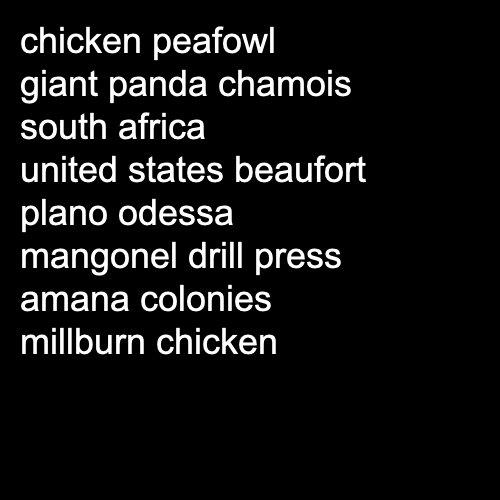 chicken peafowl
giant panda chamois
south africa
united states beaufort
plano odessa
mangonel drill press
amana colonies
millburn chicken